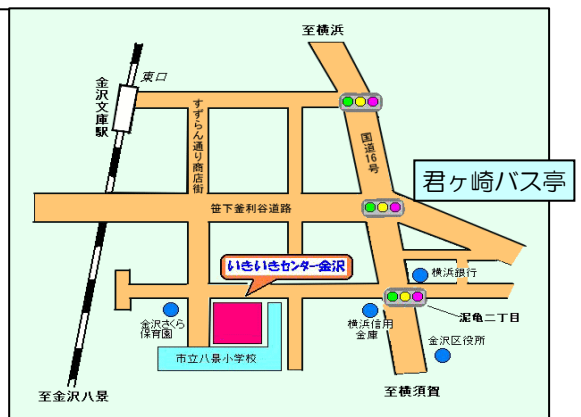 至横浜
東口
金沢文庫駅
すずらん通り商店街
国道16号
君ヶ崎バス亭
笹下釜利谷道路
いきいきセンター金沢
横浜銀行
金沢さくら
保育園
横浜信用
金庫
泥亀二丁目
金沢区役所
市立八景小学校
至金沢八景
至横須賀